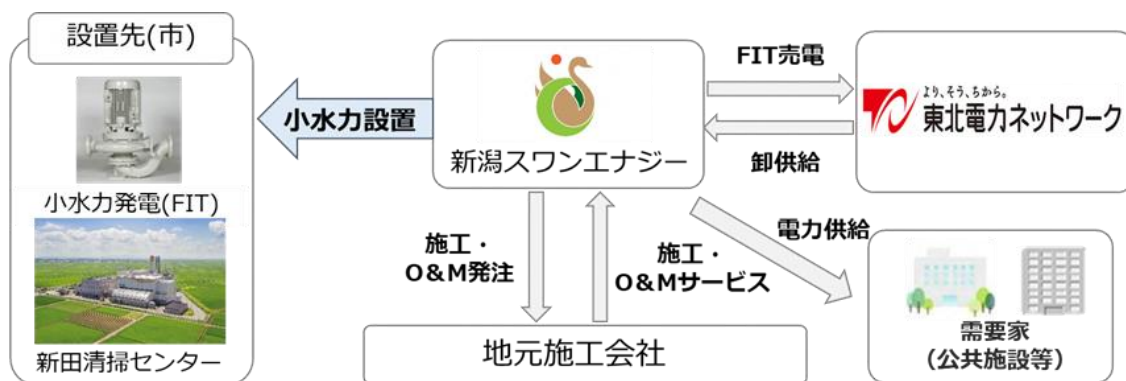 設置先(市)
小水力発電(FIT)
新田清掃センター
小水力設置
新潟スワンエナジー
FIT売電
卸供給
より、そう、ちから。
東北電力ネットワーク
施工・
O&M発注
施工・
O&Mサービス
電力供給
地元施工会社
需要家
(公共施設等)